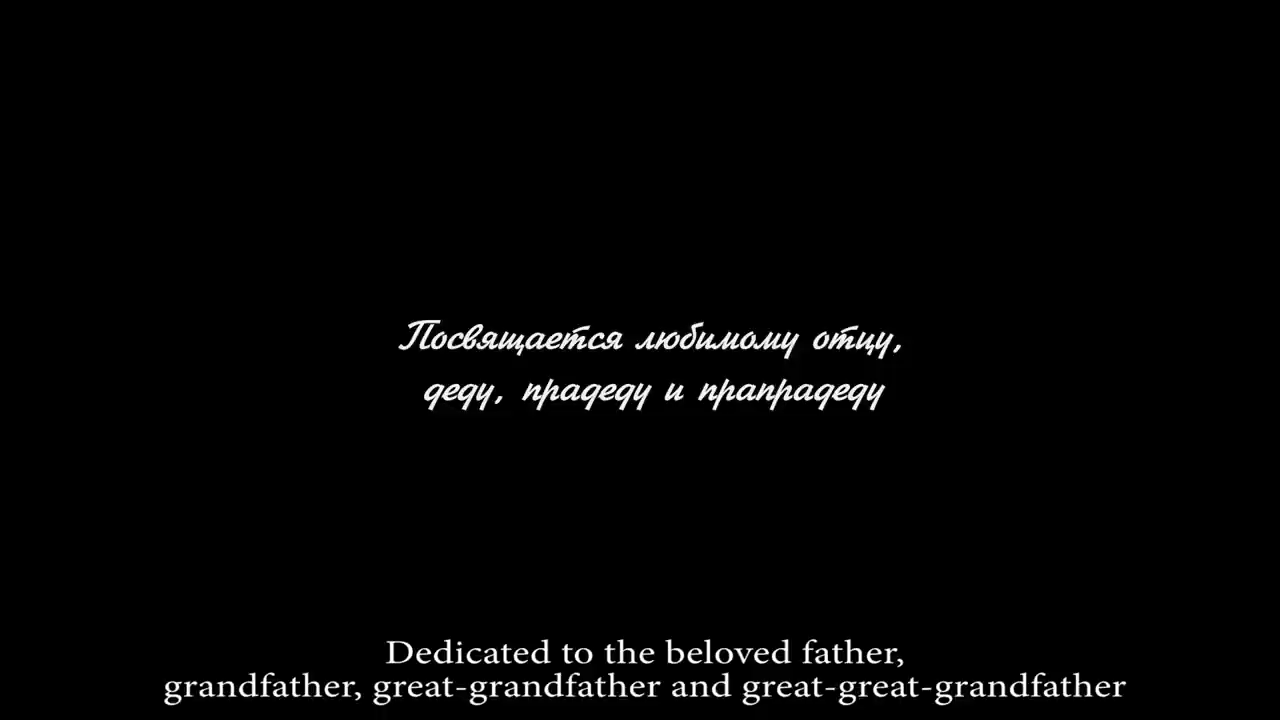 Посвящается любимому отцу,
деду, прадеду и прапрадеду
Dedicated to the beloved father,
grandfather, great-grandfather and great-great-grandfather